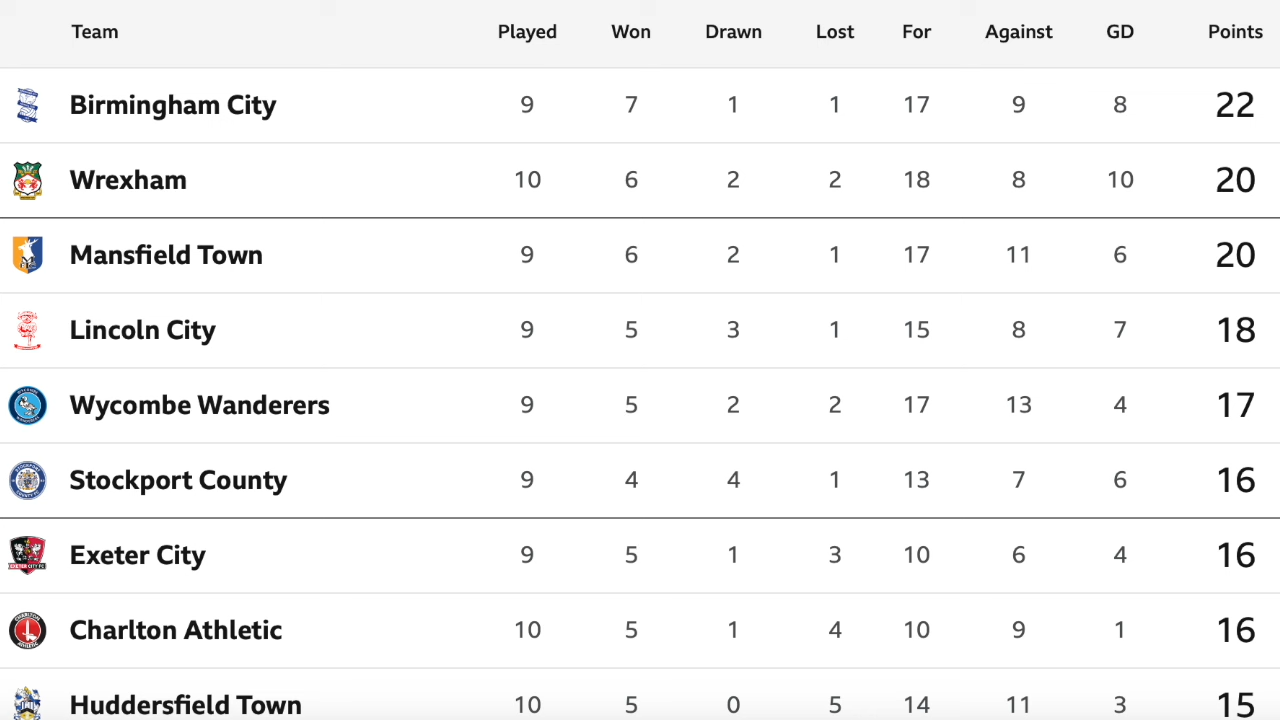 Team Played Won Drawn Lost For Against GD Points
Birmingham City 9 7 1 1 17 9 8 22
Wrexham 10 6 2 2 18 8 10 20
Mansfield Town 9 6 2 1 17 11 6 20
Lincoln City 9 5 3 1 15 8 7 18
Wycombe Wanderers 9 5 2 2 17 13 4 17
Stockport County 9 4 4 1 13 7 6 16
Exeter City 9 5 1 3 10 6 4 16
Charlton Athletic 10 5 1 4 10 9 1 16
Huddersfield Town 10 5 0 5 14 11 3 15